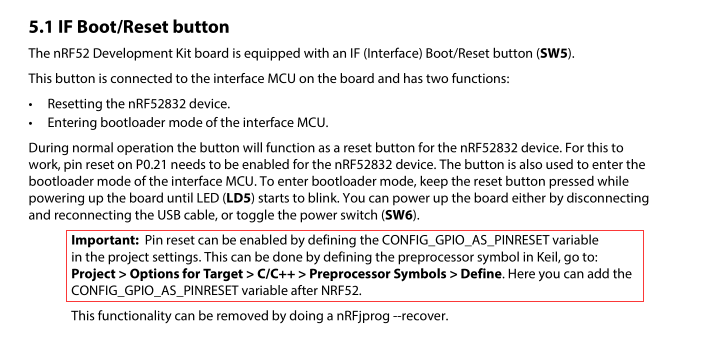 5.1 IF Boot/Reset button
The nRF52 Development Kit board is equipped with an IF (Interface) Boot/Reset button (SW5).
This button is connected to the interface MCU on the board and has two functions:
• Resetting the nRF52832 device.
• Entering bootloader mode of the interface MCU.
During normal operation the button will function as a reset button for the nRF52832 device. For this to
work, pin reset on P0.21 needs to be enabled for the nRF52832 device. The button is also used to enter the
bootloader mode of the interface MCU. To enter bootloader mode, keep the reset button pressed while
powering up the board until LED (LD5) starts to blink. You can power up the board either by disconnecting
and reconnecting the USB cable, or toggle the power switch (SW6).
Important: Pin reset can be enabled by defining the CONFIG_GPIO_AS_PINRESET variable
in the project settings. This can be done by defining the preprocessor symbol in Keil, go to:
Project > Options for Target > C/C++ > Preprocessor Symbols > Define. Here you can add the
CONFIG_GPIO_AS_PINRESET variable after NRF52.
This functionality can be removed by doing a nRFjprog --recover.